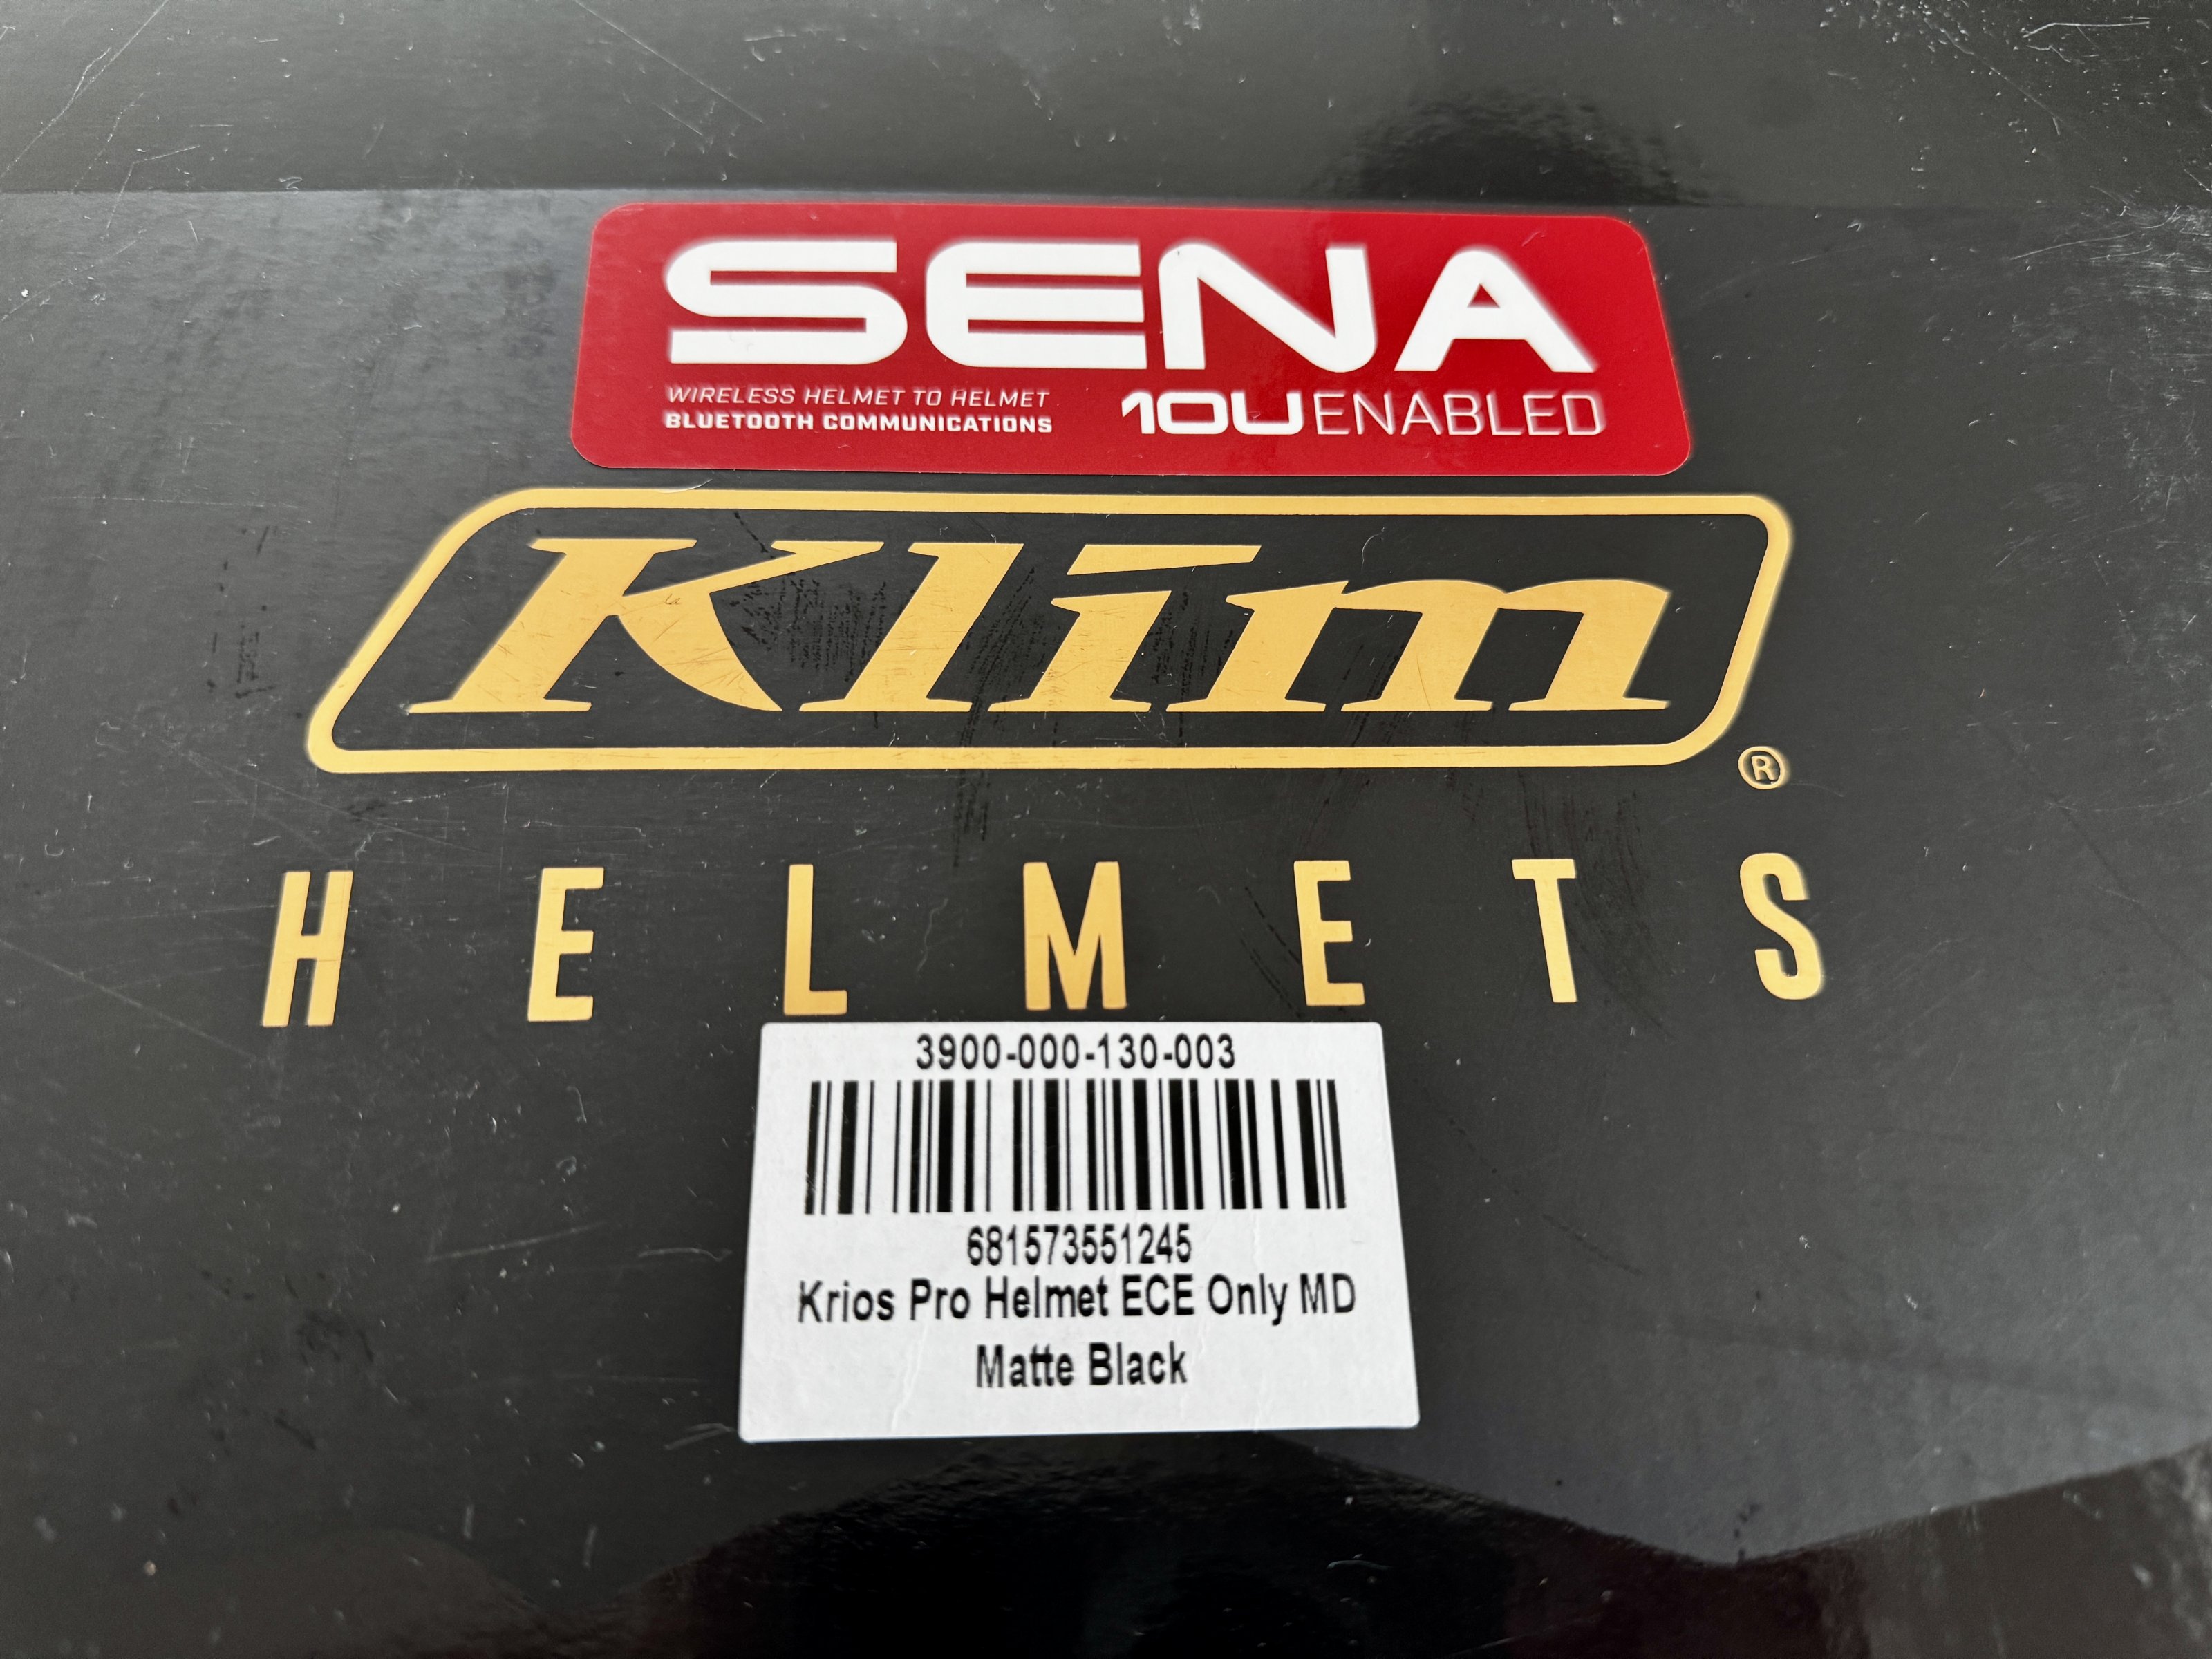 SENA
WIRELESS HELMET TO HELMET
BLUETOOTH COMMUNICATIONS
10U ENABLED
Klim
®
HELMETS
3900-000-130-003
681573551245
Krios Pro Helmet ECE Only MD
Matte Black